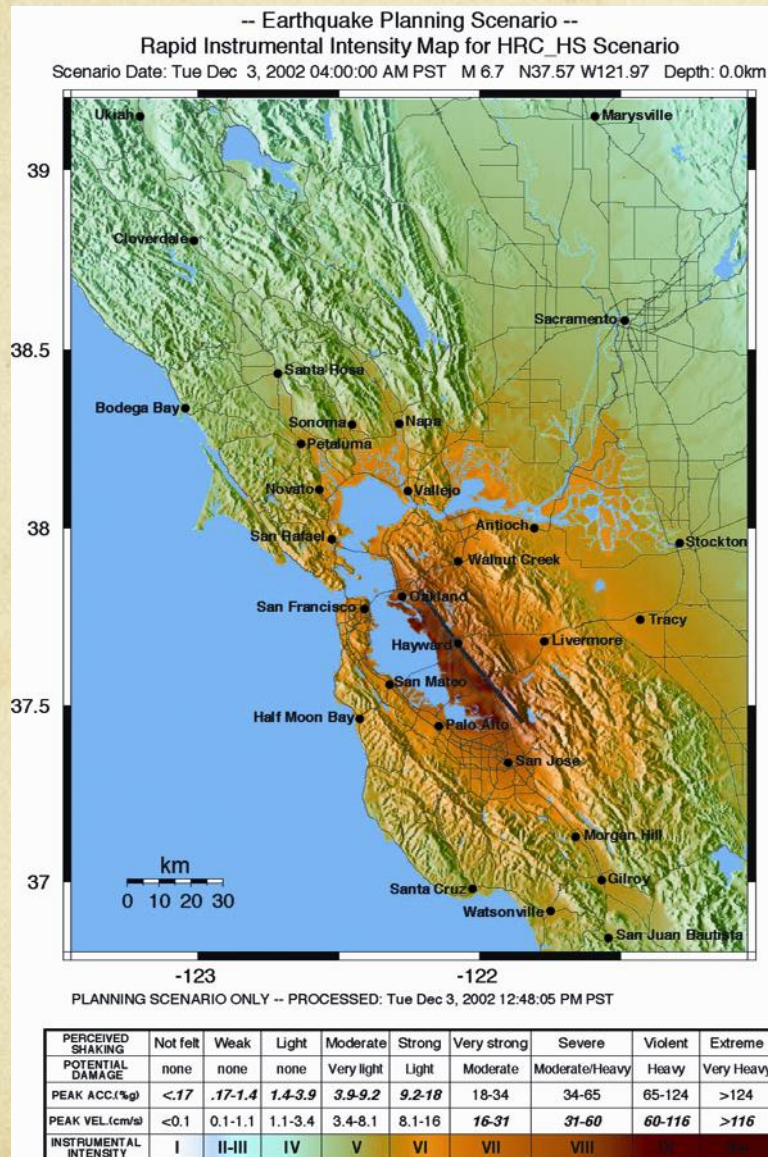 -- Earthquake Planning Scenario --
Rapid Instrumental Intensity Map for HRC_HS Scenario
Scenario Date: Tue Dec 3, 2002 04:00:00 AM PST M 6.7 N37.57 W121.97 Depth: 0.0km
Ukiah
Marysville
39
Cloverdale
Sacramento
38.5
Santa Rosa
Bodega Bay
Sonoma
Napa
Petaluma
Novato
Vallejo
38
Antioch
San Rafael
Stockton
Walnut Creek
Oakland
San Francisco
Tracy
Hayward
Livermore
San Mateo
37.5
Half Moon Bay
Palo Alto
San Jose
Morgan Hill
km
37
0 10 20 30
Gilroy
Santa Cruz
Watsonville
San Juan Bautista
-123 -122
PLANNING SCENARIO ONLY -- PROCESSED: Tue Dec 3, 2002 12:48:05 PM PST
PERCEIVED SHAKING Not felt Weak Light Moderate Strong Very strong Severe Violent Extreme
POTENTIAL DAMAGE none none none Very light Light Moderate Moderate/Heavy Heavy Very Heavy
PEAK ACC.(%g) <.17 .17-1.4 1.4-3.9 3.9-9.2 9.2-18 18-34 34-65 65-124 >124
PEAK VEL.(cm/s) <0.1 0.1-1.1 1.1-3.4 3.4-8.1 8.1-16 16-31 31-60 60-116 >116
INSTRUMENTAL INTENSITY I II-III IV V VI VII VIII